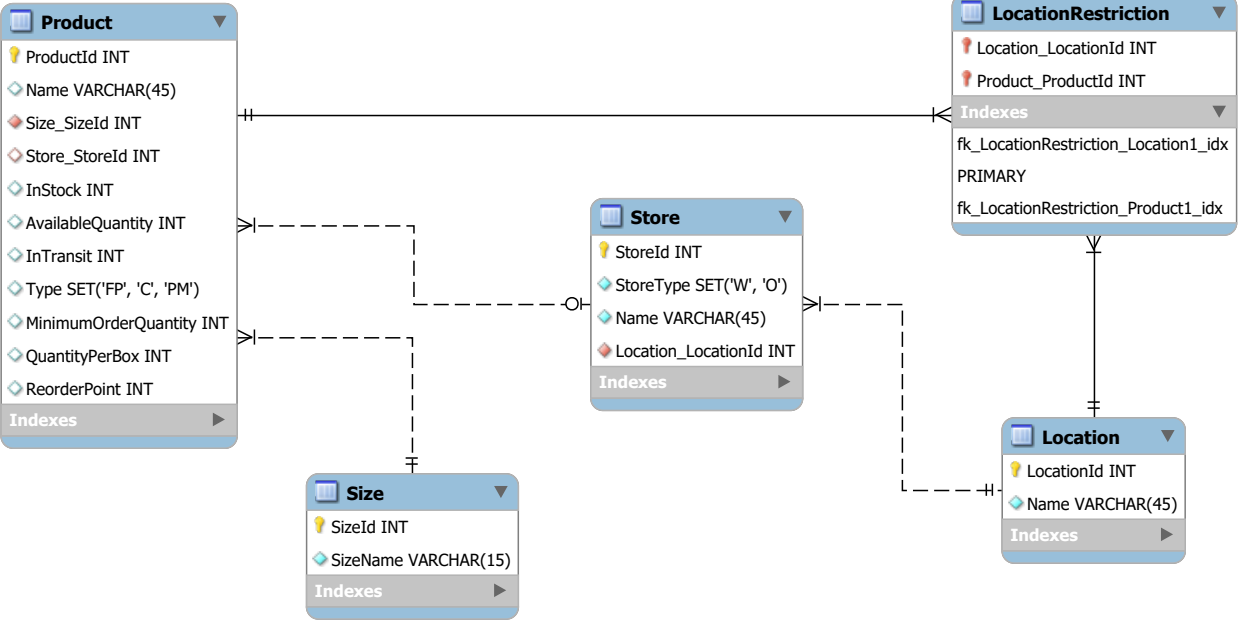 Product
ProductId INT
Name VARCHAR(45)
Size_SizeId INT
Store_StoreId INT
InStock INT
AvailableQuantity INT
InTransit INT
Type SET('FP', 'C', 'PM')
MinimumOrderQuantity INT
QuantityPerBox INT
ReorderPoint INT
Indexes
LocationRestriction
Location_LocationId INT
Product_ProductId INT
Indexes
fk_LocationRestriction_Location1_idx
PRIMARY
fk_LocationRestriction_Product1_idx
Store
StoreId INT
StoreType SET('W', 'O')
Name VARCHAR(45)
Location_LocationId INT
Indexes
Size
SizeId INT
SizeName VARCHAR(15)
Indexes
Location
LocationId INT
Name VARCHAR(45)
Indexes